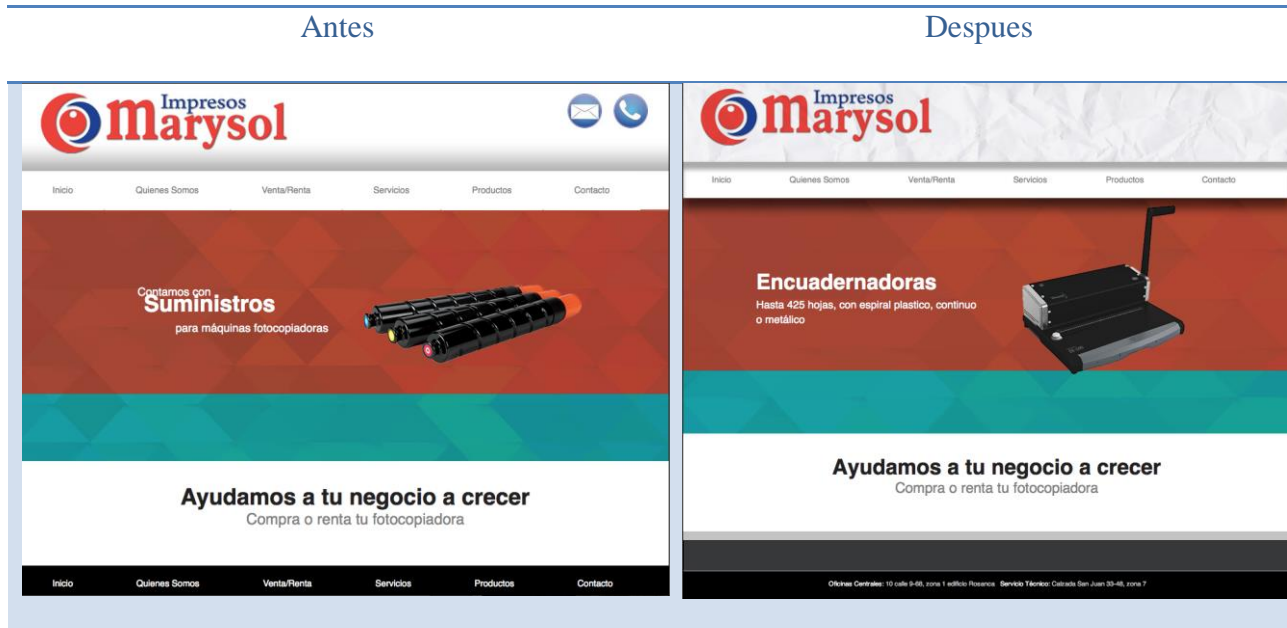 Antes
Despues
Impresos
Marysol
Inicio Quienes Somos Venta/Renta Servicios Productos Contacto
Contamos con
Suministros
para máquinas fotocopiadoras
Ayudamos a tu negocio a crecer
Compra o renta tu fotocopiadora
Inicio Quienes Somos Venta/Renta Servicios Productos Contacto
Impresos
Marysol
Inicio Quienes Somos Venta/Renta Servicios Productos Contacto
Encuadernadoras
Hasta 425 hojas, con espiral plastico, continuo
o metálico
Ayudamos a tu negocio a crecer
Compra o renta tu fotocopiadora
Oficinas Centrales: 10 calle 9-68, zona 1 edificio Rosanca Servicio Técnico: Calzada San Juan 33-48, zona 7